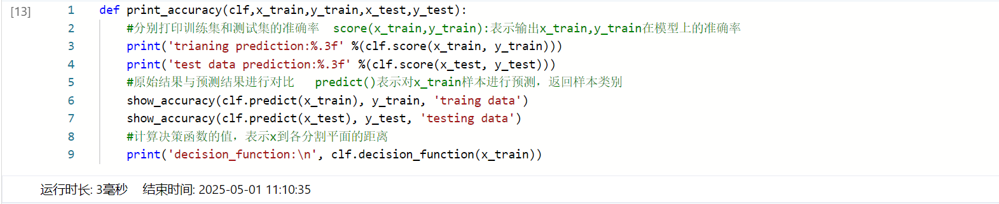 [13] 1 def print_accuracy(clf,x_train,y_train,x_test,y_test):
2 #分别打印训练集和测试集的准确率  score(x_train,y_train):表示输出x_train,y_train在模型上的准确率
3 print('trianing prediction:%.3f' %(clf.score(x_train, y_train)))
4 print('test data prediction:%.3f' %(clf.score(x_test, y_test)))
5 #原始结果与预测结果进行对比   predict()表示对x_train样本进行预测，返回样本类别
6 show_accuracy(clf.predict(x_train), y_train, 'traing data')
7 show_accuracy(clf.predict(x_test), y_test, 'testing data')
8 #计算决策函数的值，表示x到各分割平面的距离
9 print('decision_function:\n', clf.decision_function(x_train))
运行时长: 3毫秒 结束时间: 2025-05-01 11:10:35